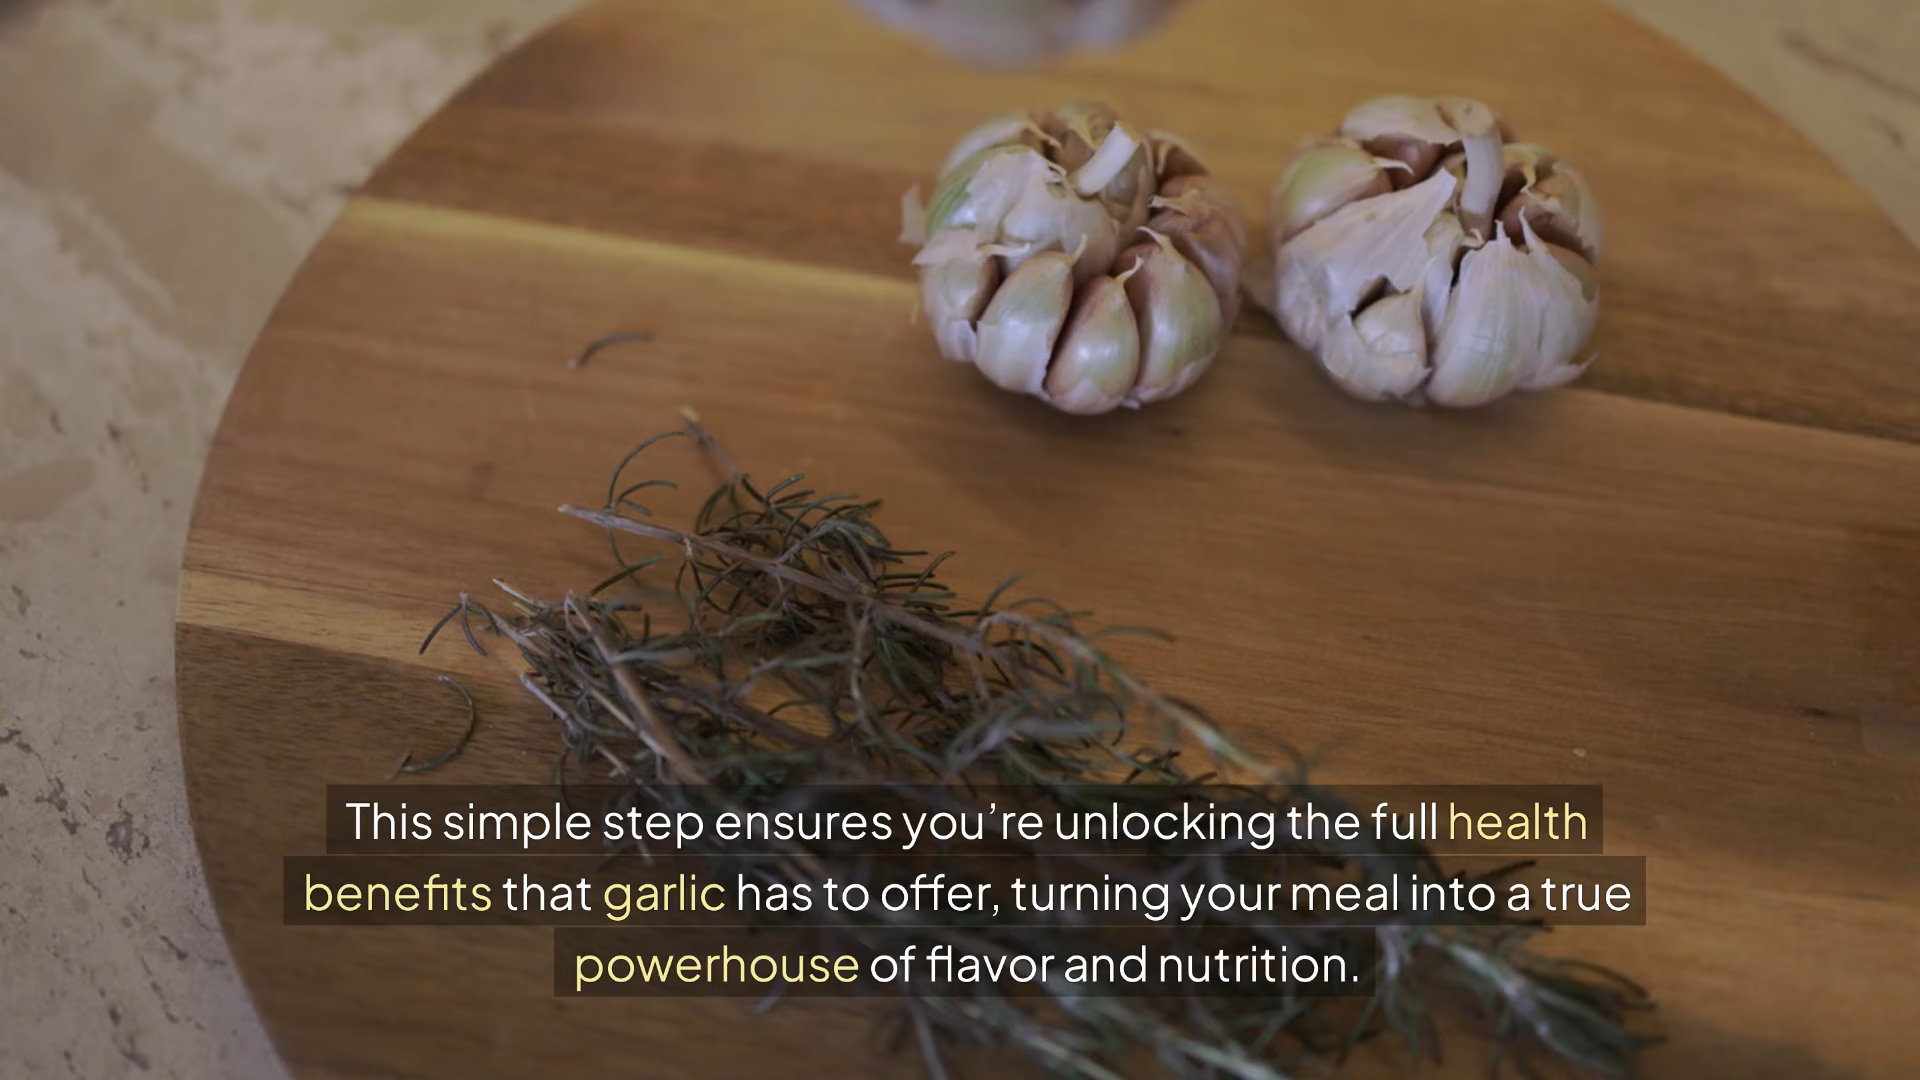 This simple step ensures you’re unlocking the full health
benefits that garlic has to offer, turning your meal into a true
powerhouse of flavor and nutrition.